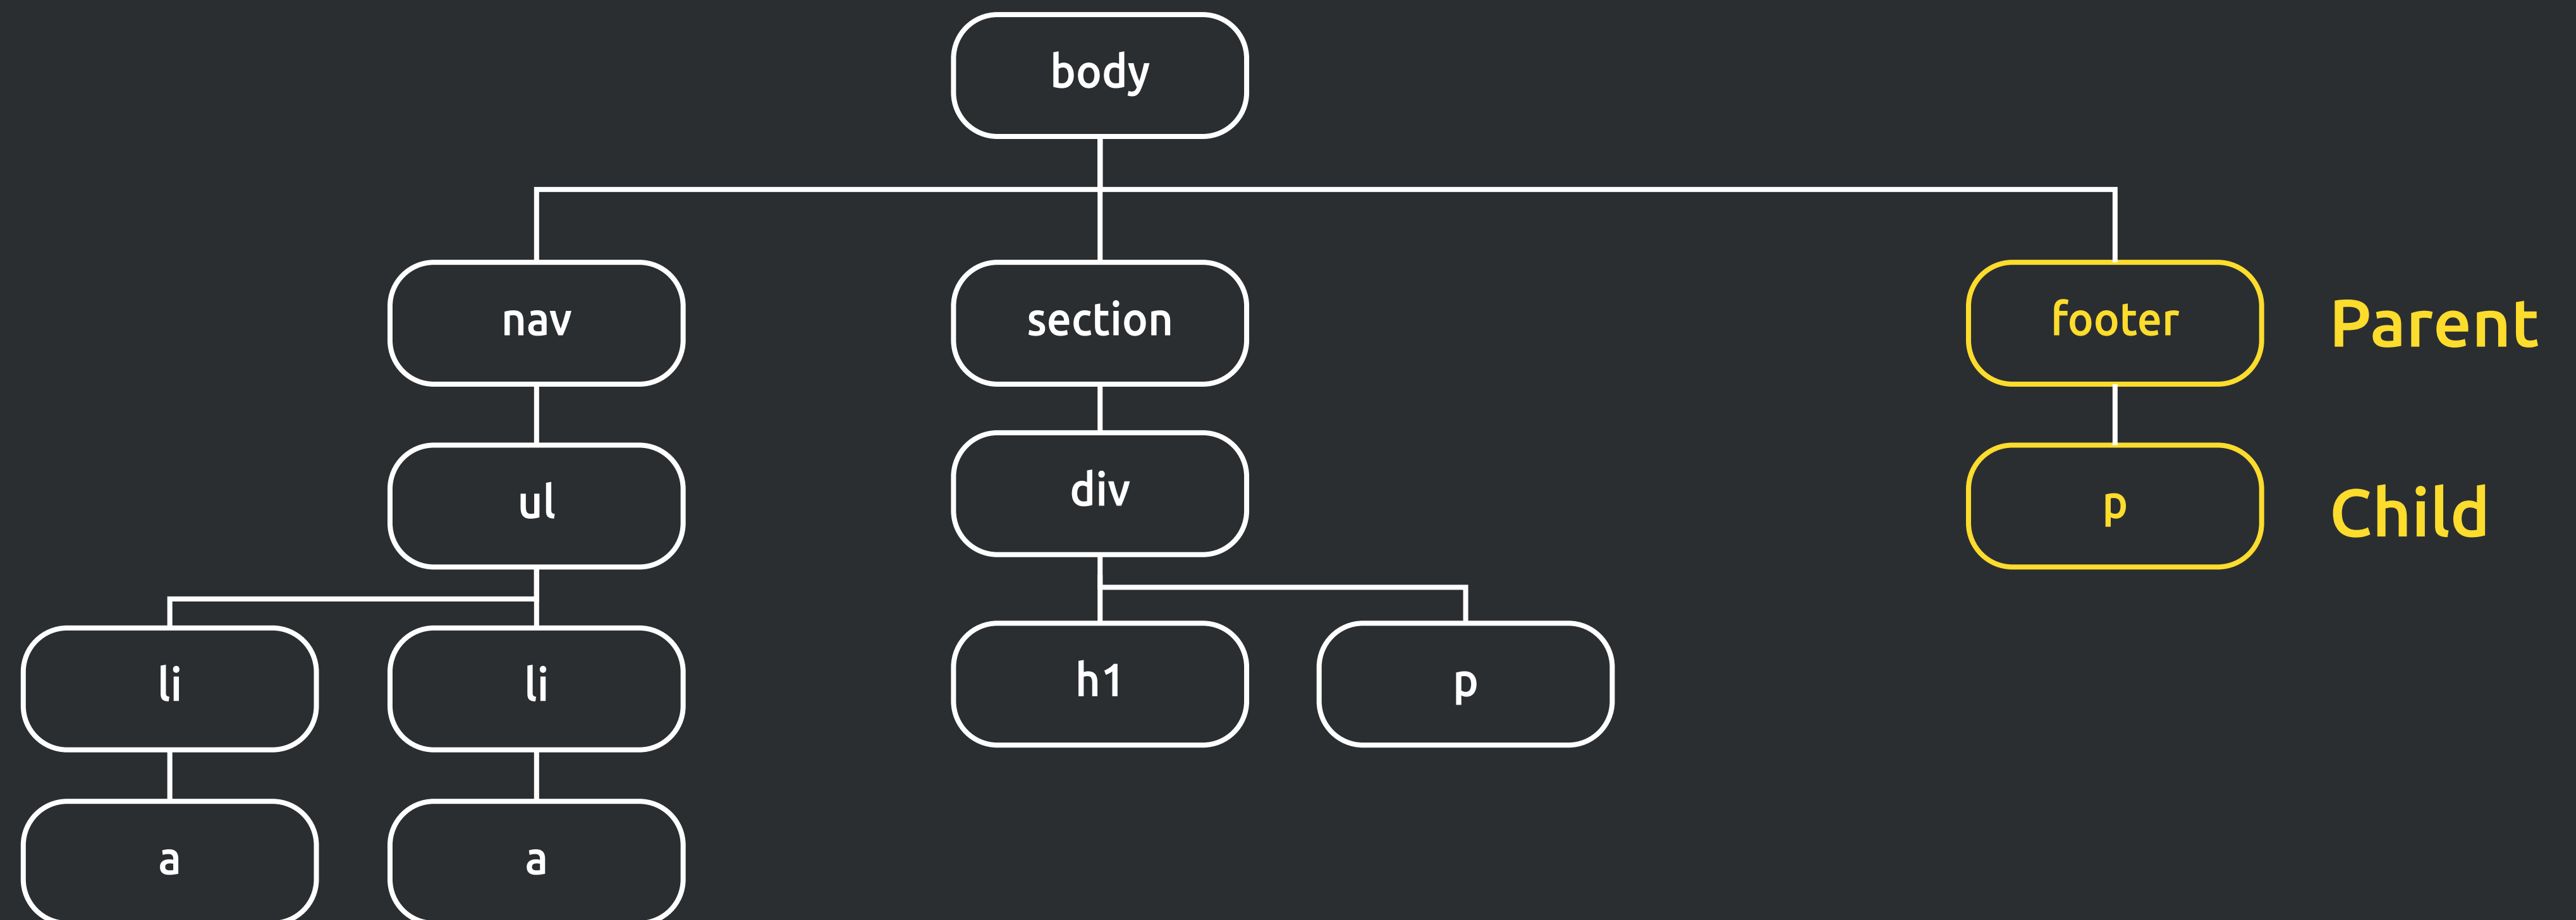 body
nav
section
footer
Parent
ul
div
p
Child
li
li
h1
p
a
a